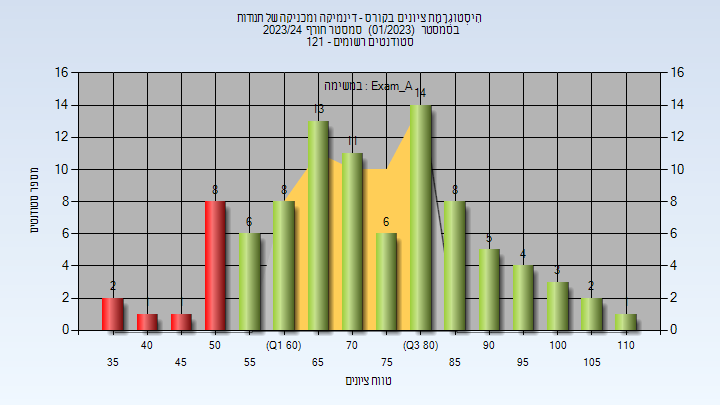 הִיסְטוֹגְרַמַת ציונים בקורס - דינמיקה ומכניקה של תנודות
בסמסטר (01/2023) סמסטר חורף 2023/24
סטודנטים רשומים - 121
במשימה : Exam_A
מספר סטודנטים
16 14 12 10 8 6 4 2 0
2 8 6 8 13 11 6 14 8 5 4 3 2
16 14 12 10 8 6 4 2 0
40 50 (Q1 60) 70 (Q3 80) 90 100 110
35 45 55 65 75 85 95 105
טווח ציונים